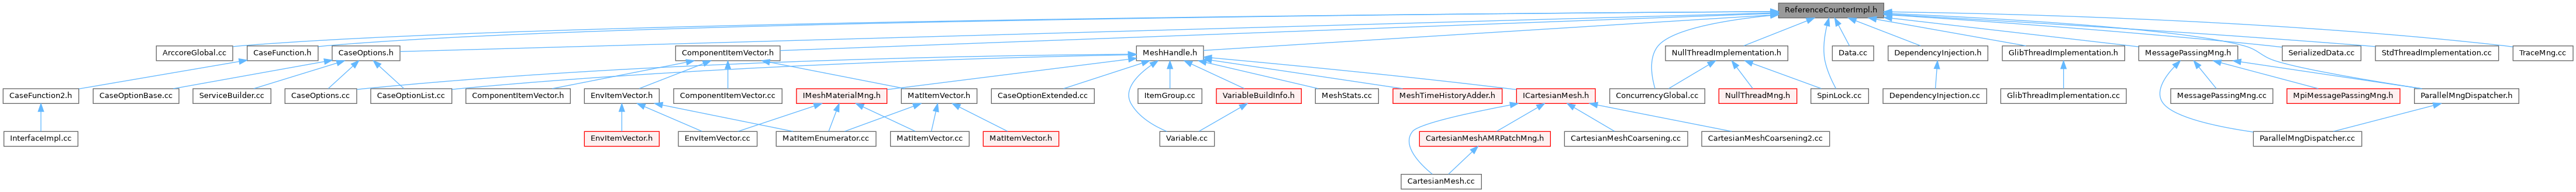 ReferenceCounterImpl.h
ArccoreGlobal.cc
CaseFunction.h
CaseOptions.h
ComponentItemVector.h
MeshHandle.h
NullThreadImplementation.h
Data.cc
DependencyInjection.h
GlibThreadImplementation.h
MessagePassingMng.h
SerializedData.cc
StdThreadImplementation.cc
TraceMng.cc
CaseFunction2.h
CaseOptionBase.cc
ServiceBuilder.cc
CaseOptions.cc
CaseOptionList.cc
ComponentItemVector.h
EnvItemVector.h
ComponentItemVector.cc
IMeshMaterialMng.h
MatItemVector.h
CaseOptionExtended.cc
ItemGroup.cc
VariableBuildInfo.h
MeshStats.cc
MeshTimeHistoryAdder.h
ICartesianMesh.h
ConcurrencyGlobal.cc
NullThreadMng.h
SpinLock.cc
DependencyInjection.cc
GlibThreadImplementation.cc
MessagePassingMng.cc
MpiMessagePassingMng.h
ParallelMngDispatcher.h
InterfaceImpl.cc
EnvItemVector.h
EnvItemVector.cc
MatItemEnumerator.cc
MatItemVector.cc
MatItemVector.h
Variable.cc
CartesianMeshAMRPatchMng.h
CartesianMeshCoarsening.cc
CartesianMeshCoarsening2.cc
ParallelMngDispatcher.cc
CartesianMesh.cc